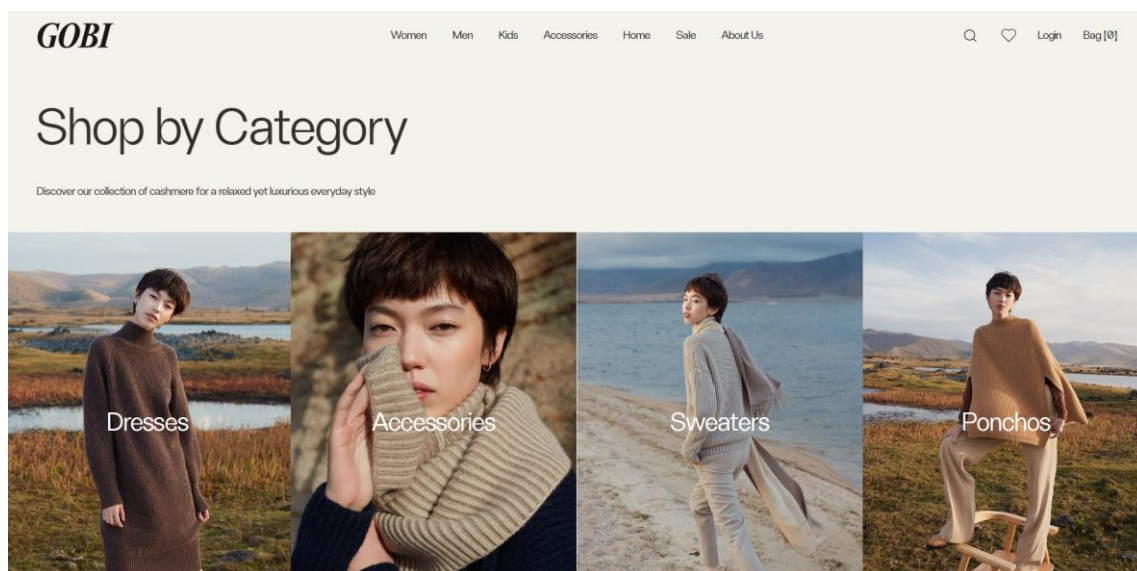 GOBI
Women Men Kids Accessories Home Sale About Us
Login Bag [0]
Shop by Category
Discover our collection of cashmere for a relaxed yet luxurious everyday style
Dresses
Accessories
Sweaters
Ponchos